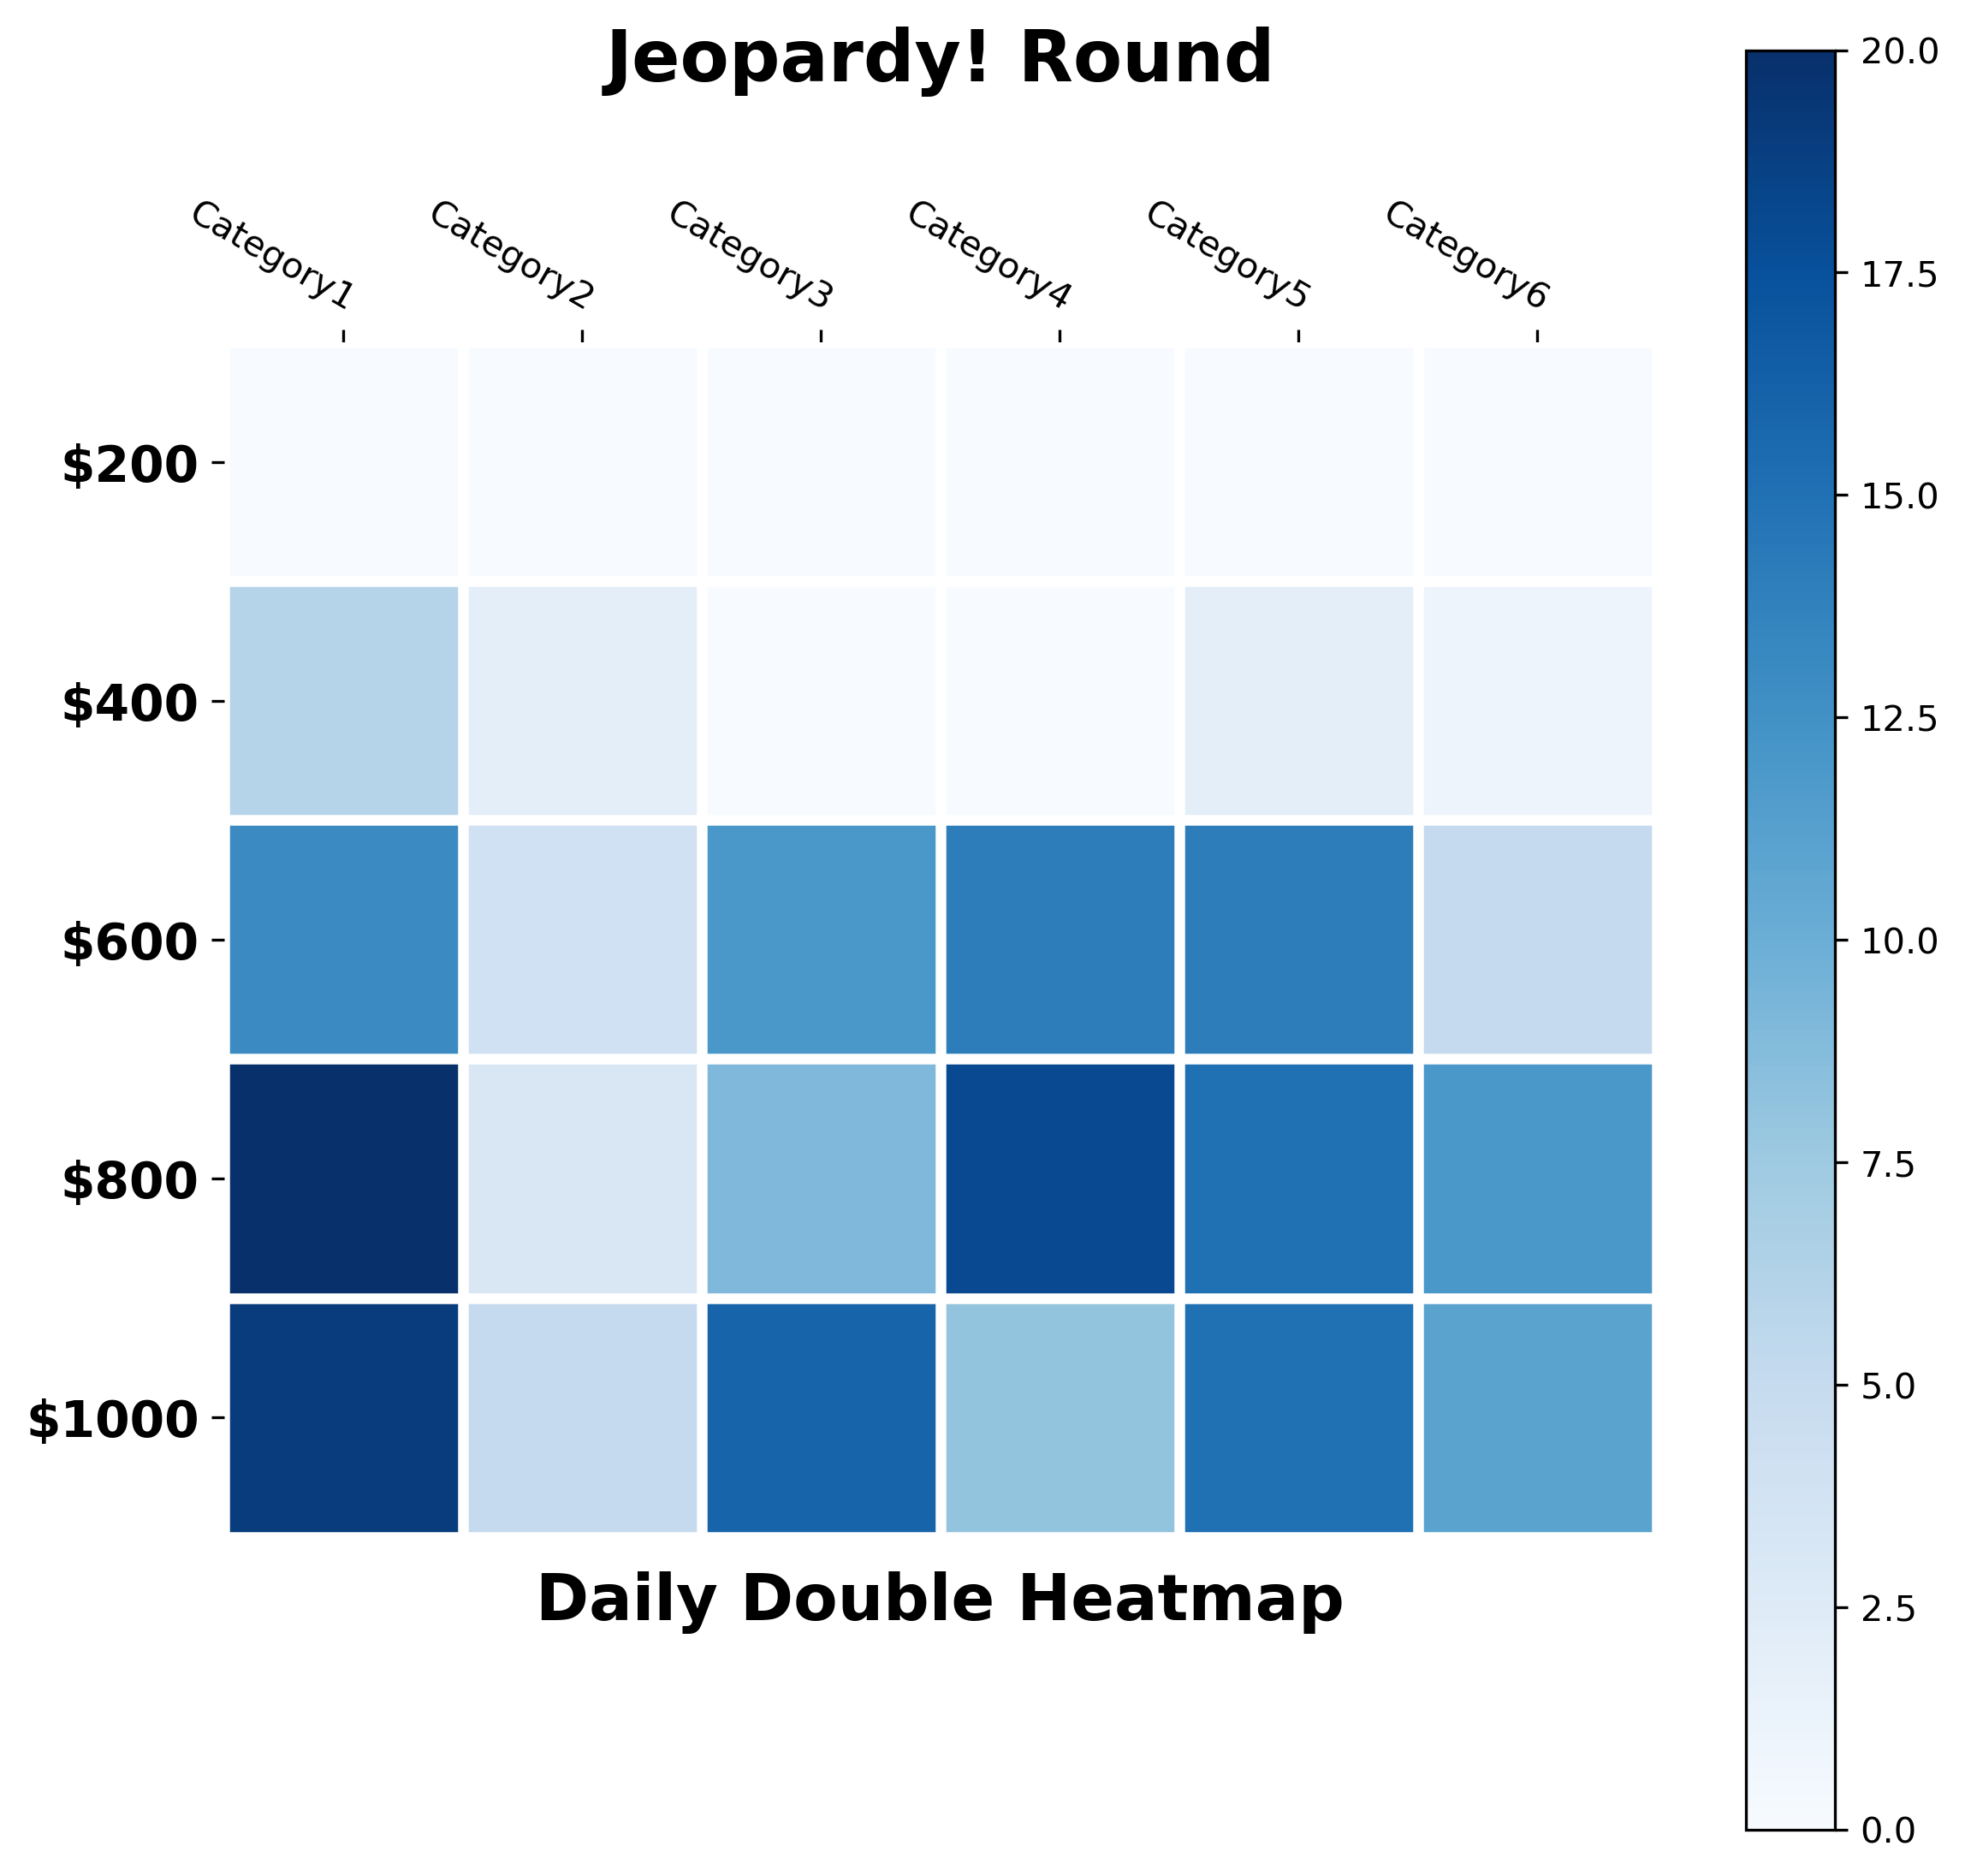 Jeopardy! Round
Category1
Category2
Category3
Category4
Category5
Category6
$200
$400
$600
$800
$1000
Daily Double Heatmap
20.0
17.5
15.0
12.5
10.0
7.5
5.0
2.5
0.0